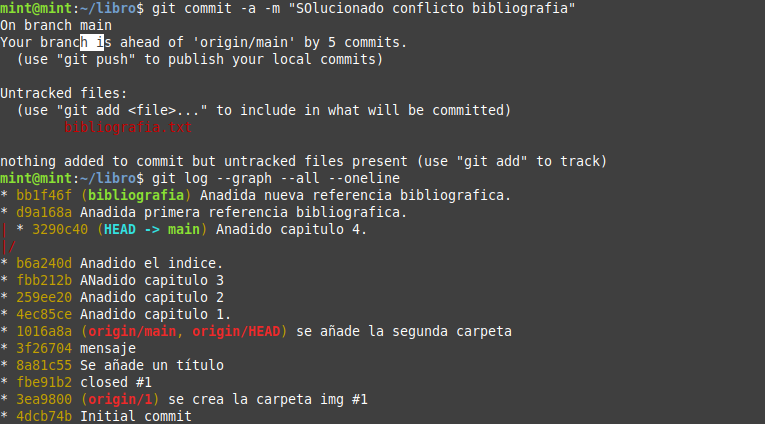 mint@mint:~/libro$ git commit -a -m "SOlucionado conflicto bibliografia"
On branch main
Your branch is ahead of 'origin/main' by 5 commits.
  (use "git push" to publish your local commits)

Untracked files:
  (use "git add <file>..." to include in what will be committed)
        bibliografia.txt

nothing added to commit but untracked files present (use "git add" to track)
mint@mint:~/libro$ git log --graph --all --oneline
* bb1f46f (bibliografia) Anadida nueva referencia bibliografica.
* d9a168a Anadida primera referencia bibliografica.
| * 3290c40 (HEAD -> main) Anadido capitulo 4.
|/
* b6a240d Anadido el indice.
* fbb212b ANadido capitulo 3
* 259ee20 Anadido capitulo 2
* 4ec85ce Anadido capitulo 1.
* 1016a8a (origin/main, origin/HEAD) se añade la segunda carpeta
* 3f26704 mensaje
* 8a81c55 Se añade un título
* fbe91b2 closed #1
* 3ea9800 (origin/1) se crea la carpeta img #1
* 4dcb74b Initial commit